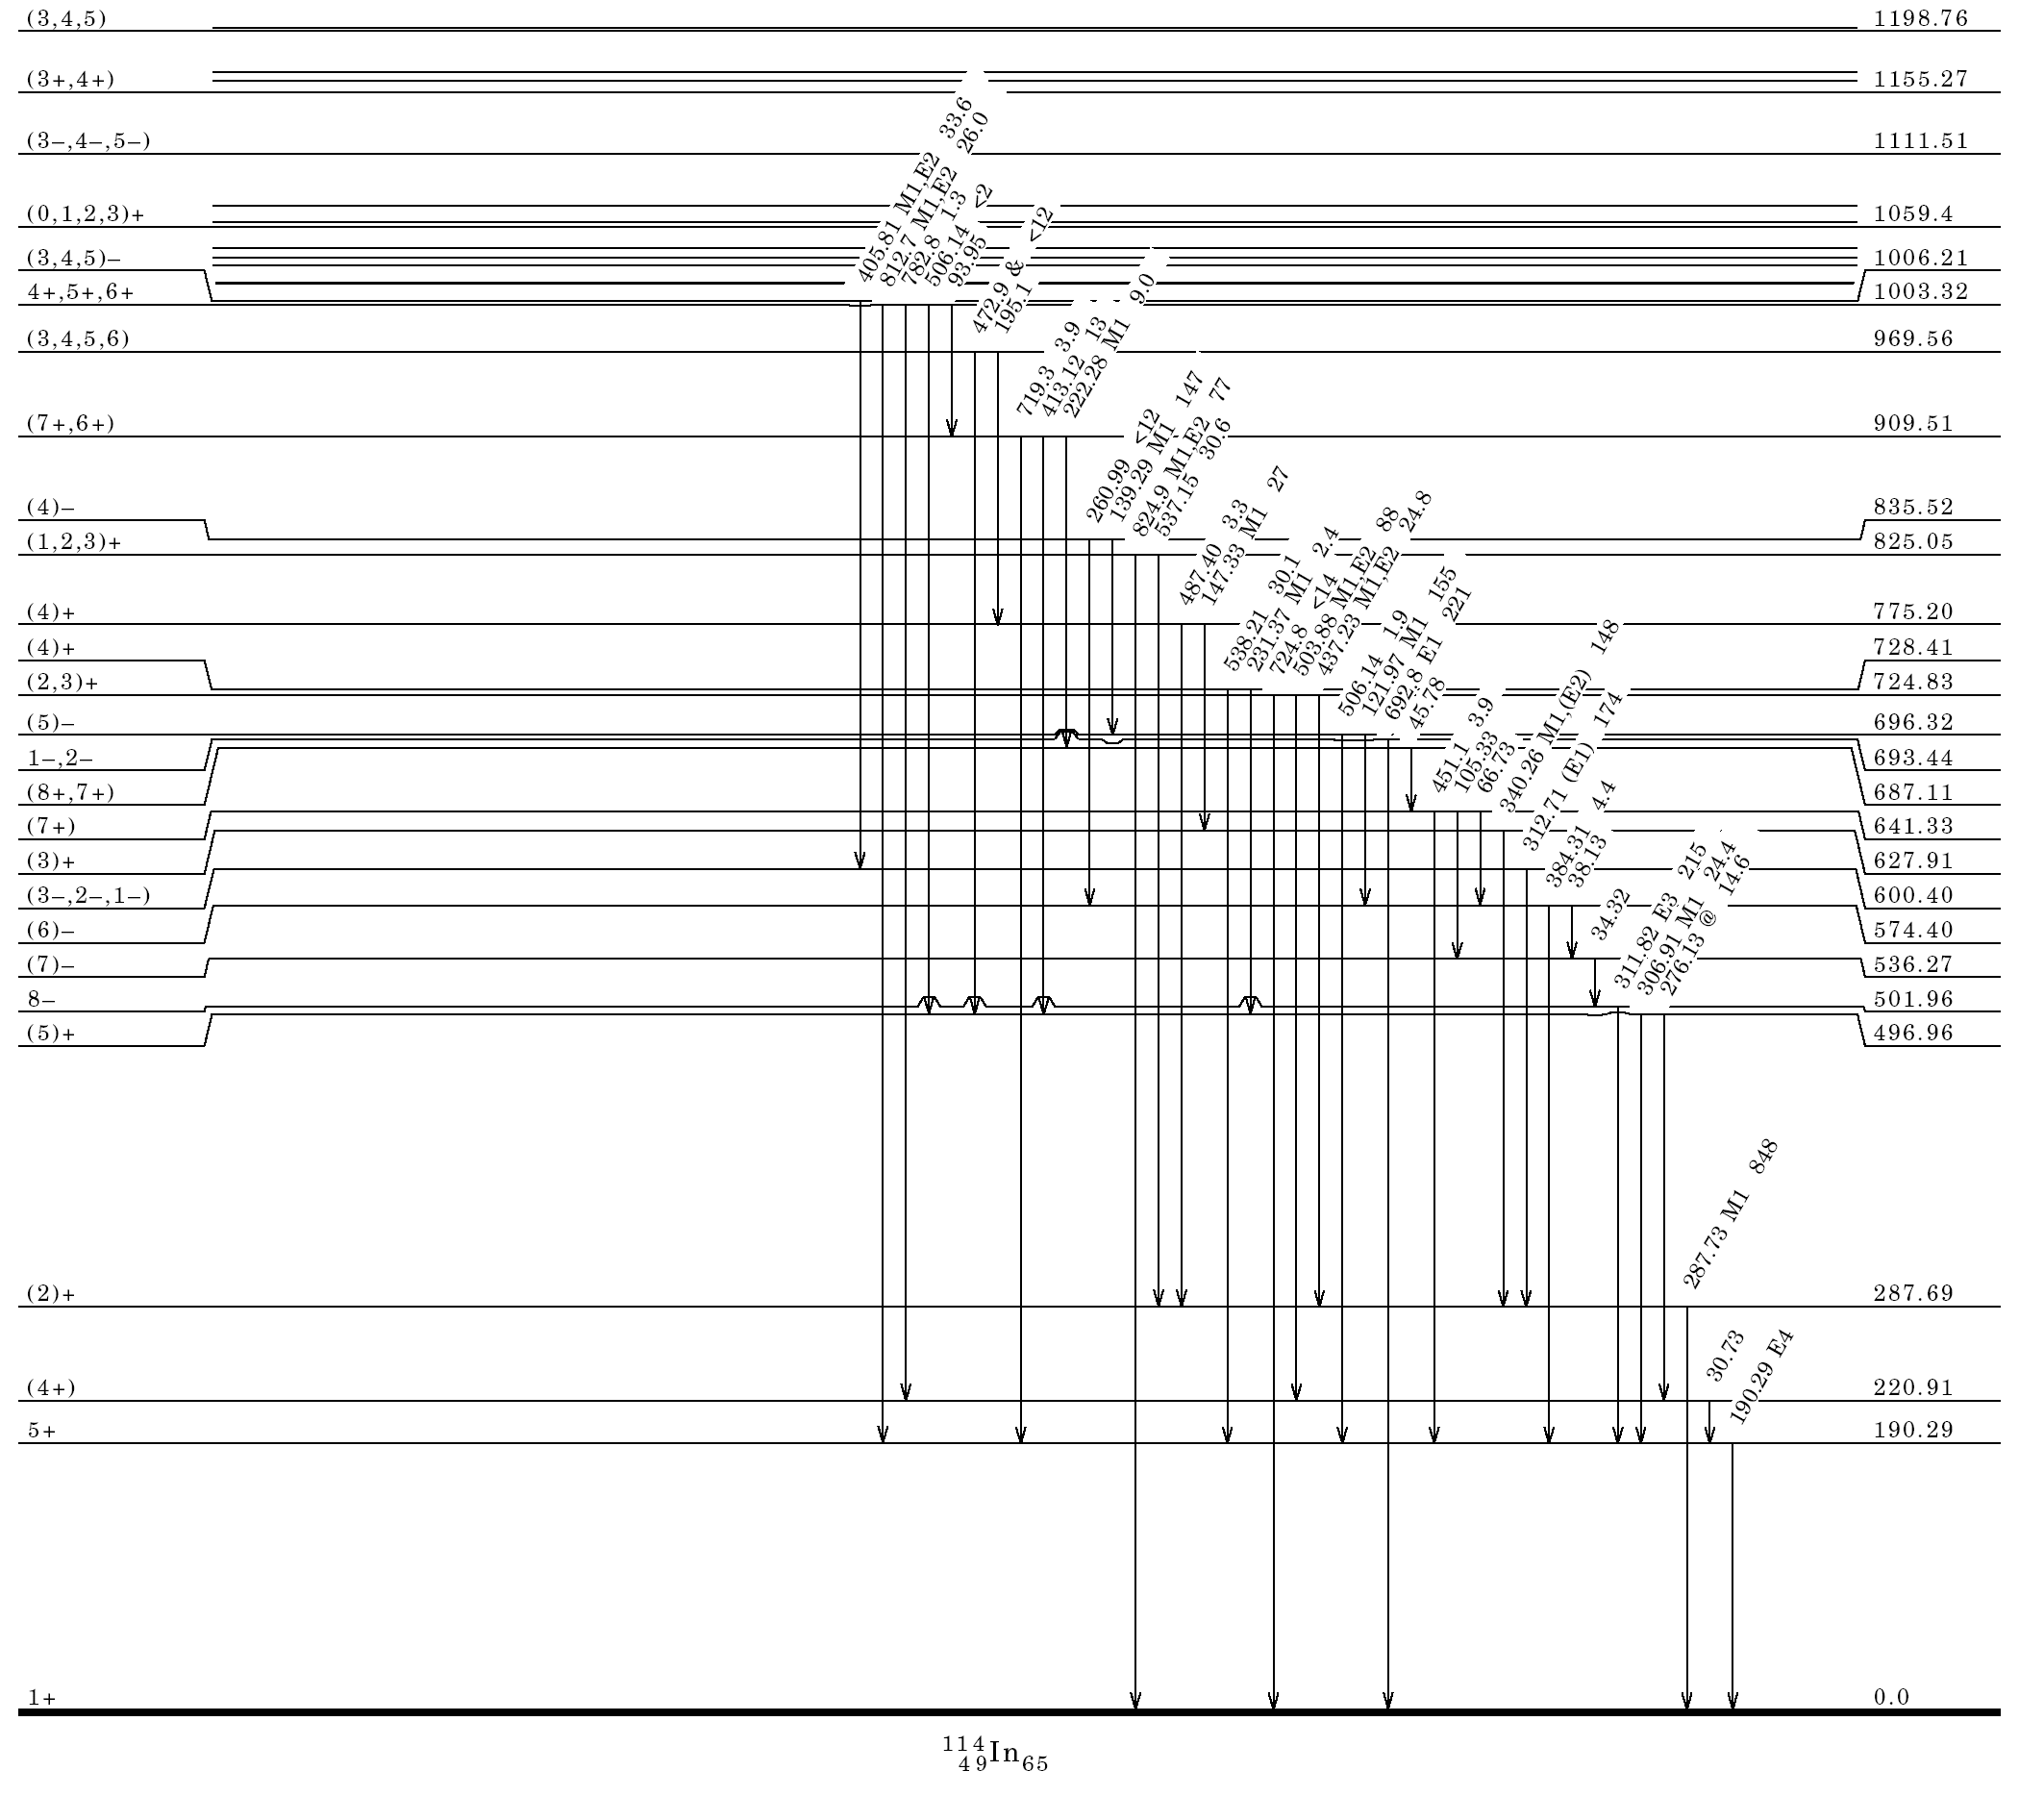 (3,4,5) 1198.76
(3+,4+) 1155.27
(3–,4–,5–) 1111.51
(0,1,2,3)+ 1059.4
(3,4,5)– 1006.21
4+,5+,6+ 1003.32
(3,4,5,6) 969.56
(7+,6+) 909.51
(4)– 835.52
(1,2,3)+ 825.05
(4)+ 775.20
(4)+ 728.41
(2,3)+ 724.83
(5)– 696.32
1–,2– 693.44
(8+,7+) 687.11
(7+) 641.33
(3)+ 627.91
(3–,2–,1–) 600.40
(6)– 574.40
(7)– 536.27
8– 501.96
(5)+ 496.96
(2)+ 287.69
(4+) 220.91
5+ 190.29
1+ 0.0
405.81 M1,E2 33.6
812.7 M1,E2 26.0
782.8 1.3
506.14 <2
93.95
472.9 & <12
195.1
719.3 3.9
413.12 13
222.28 M1 9.0
260.99 <12
139.29 M1 147
824.9 M1,E2 77
537.15 30.6
487.40 3.3
147.33 M1 27
538.21 30.1
231.37 M1 2.4
724.8 <14
503.88 M1,E2 88
437.23 M1,E2 24.8
506.14 1.9
121.97 M1 155
692.8 E1 221
45.78
451.1 3.9
105.33
66.73
340.26 M1,(E2) 148
312.71 (E1) 174
384.31 4.4
38.13
34.32
311.82 E3 215
306.91 M1 24.4
276.13 @ 14.6
287.73 M1 848
30.73
190.29 E4
114 49 In 65